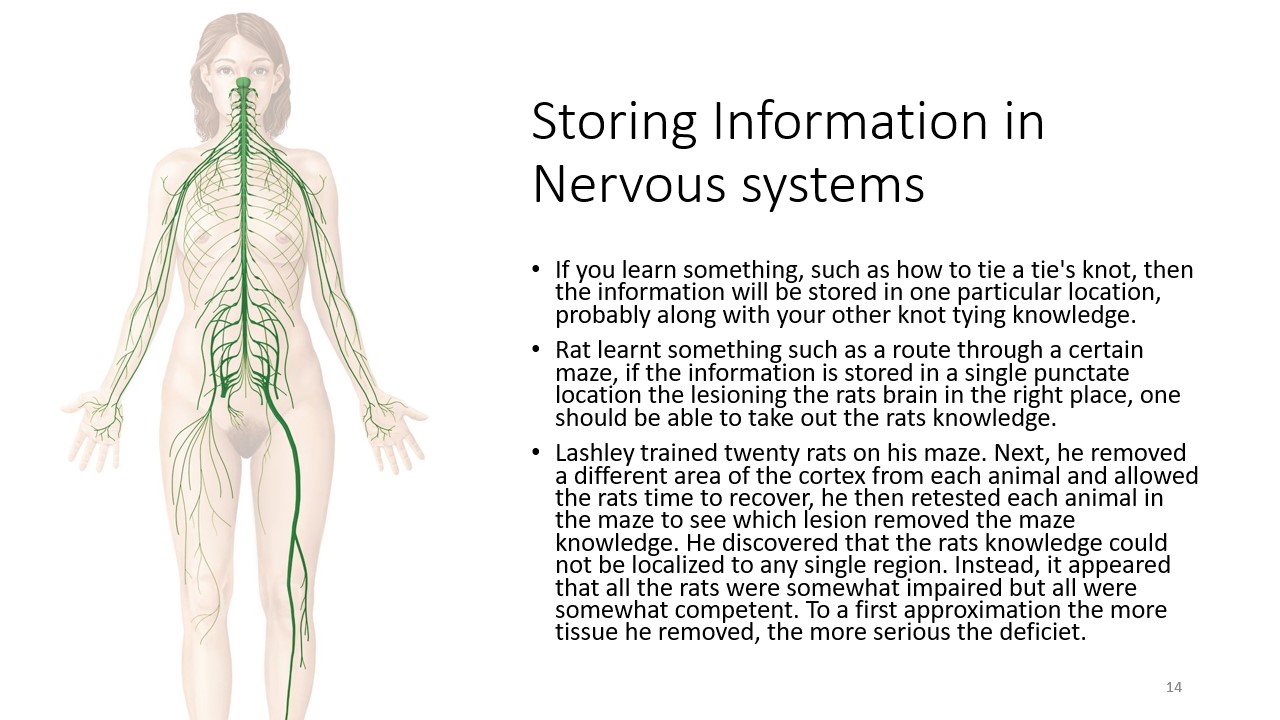 Storing Information in
Nervous systems
• If you learn something, such as how to tie a tie's knot, then
the information will be stored in one particular location,
probably along with your other knot tying knowledge.
• Rat learnt something such as a route through a certain
maze, if the information is stored in a single punctate
location the lesioning the rats brain in the right place, one
should be able to take out the rats knowledge.
• Lashley trained twenty rats on his maze. Next, he removed
a different area of the cortex from each animal and allowed
the rats time to recover, he then retested each animal in
the maze to see which lesion removed the maze
knowledge. He discovered that the rats knowledge could
not be localized to any single region. Instead, it appeared
that all the rats were somewhat impaired but all were
somewhat competent. To a first approximation the more
tissue he removed, the more serious the deficiet.
14